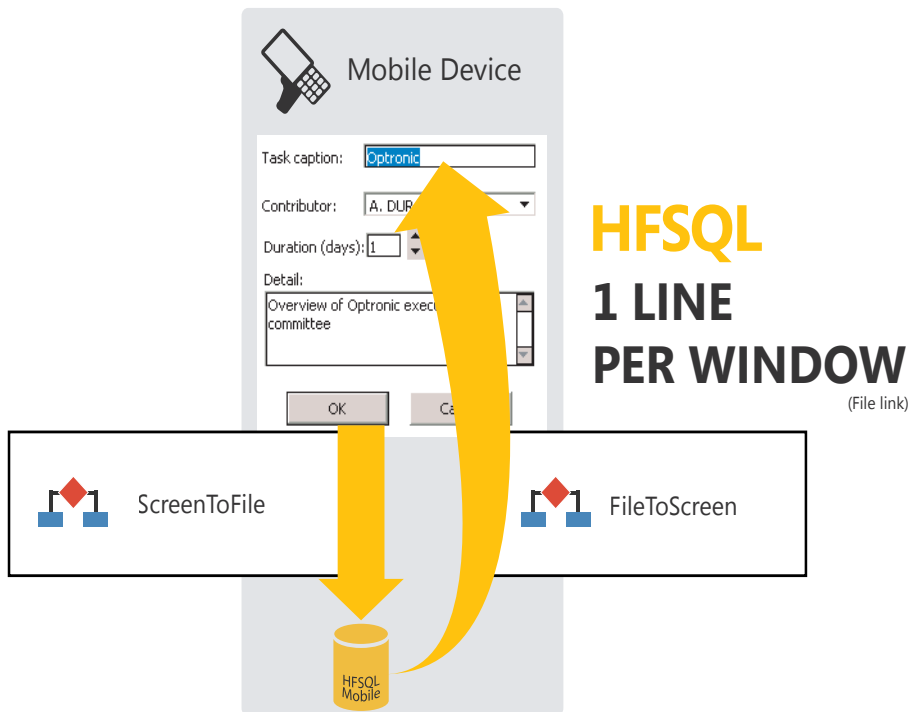 Mobile Device
Task caption: Optronic
Contributor: A. DUR
Duration (days): 1
Detail:
Overview of Optronic execu
committee
OK Ca
HFSQL
1 LINE
PER WINDOW
(File link)
ScreenToFile
FileToScreen
HFSQL
Mobile